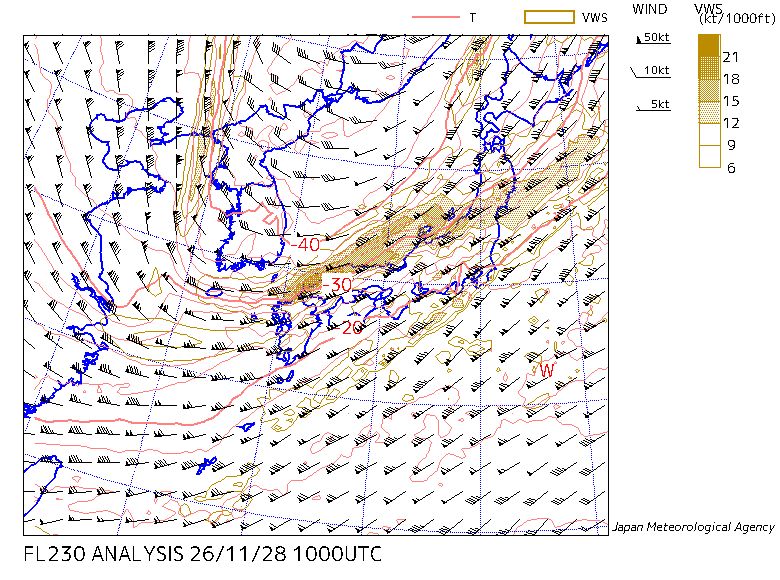 T
VWS
WIND
50kt
10kt
5kt
VWS
(kt/1000ft)
21
18
15
12
9
6
-40
-30
-20
W
Japan Meteorological Agency
FL230 ANALYSIS 26/11/28 1000UTC